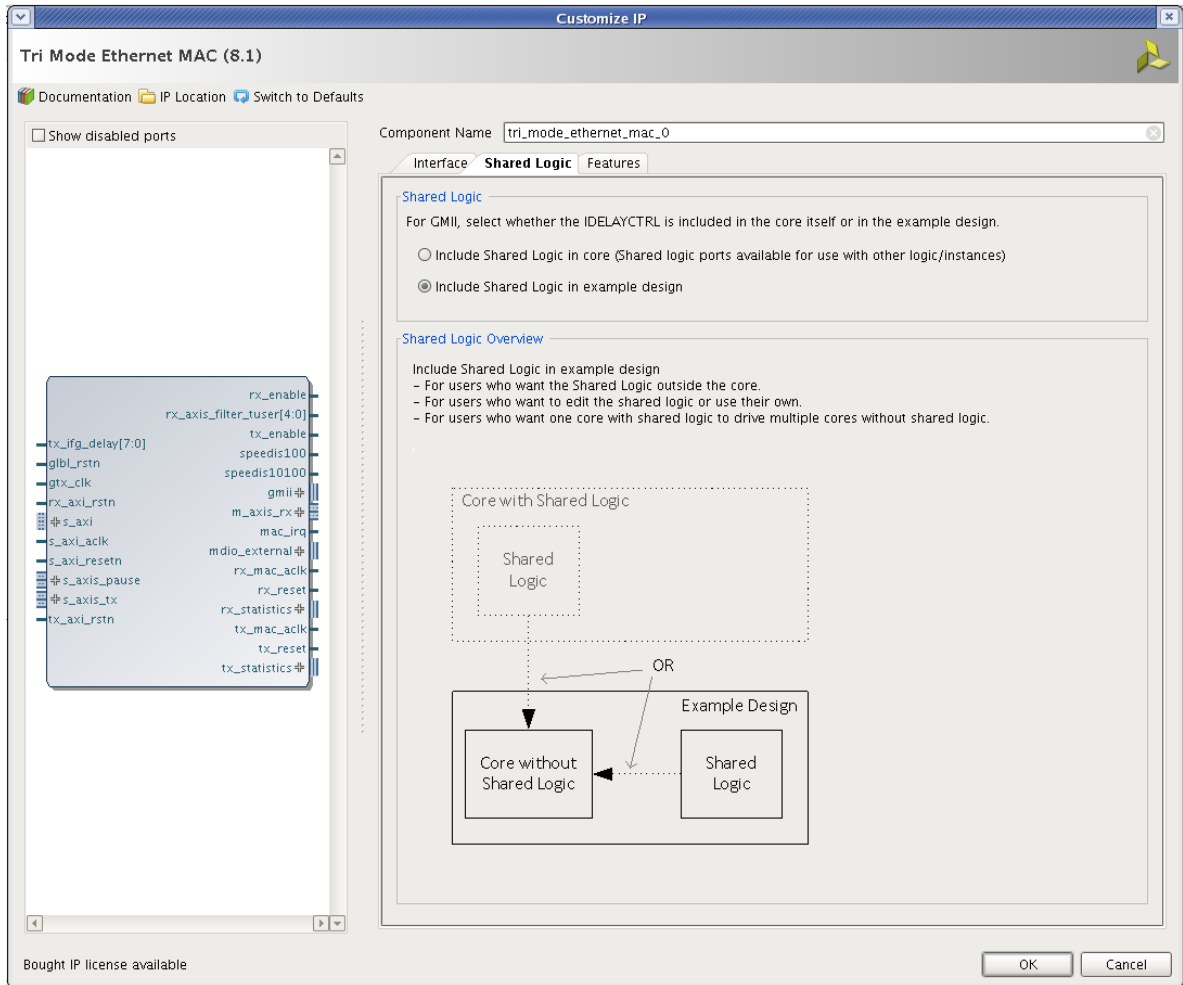 Customize IP
Tri Mode Ethernet MAC (8.1)
Documentation IP Location Switch to Defaults
Show disabled ports
Component Name tri_mode_ethernet_mac_0
Interface Shared Logic Features
Shared Logic
For GMII, select whether the IDELAYCTRL is included in the core itself or in the example design.
Include Shared Logic in core (Shared logic ports available for use with other logic/instances)
Include Shared Logic in example design
Shared Logic Overview
Include Shared Logic in example design
– For users who want the Shared Logic outside the core.
– For users who want to edit the shared logic or use their own.
– For users who want one core with shared logic to drive multiple cores without shared logic.
tx_ifg_delay[7:0]
glbl_rstn
gtx_clk
rx_axi_rstn
s_axi
s_axi_aclk
s_axi_resetn
s_axis_pause
s_axis_tx
tx_axi_rstn
rx_enable
rx_axis_filter_tuser[4:0]
tx_enable
speedis100
speedis10100
gmii
m_axis_rx
mac_irq
mdio_external
rx_mac_aclk
rx_reset
rx_statistics
tx_mac_aclk
tx_reset
tx_statistics
Core with Shared Logic
Shared
Logic
OR
Example Design
Core without
Shared Logic
Shared
Logic
Bought IP license available
OK Cancel